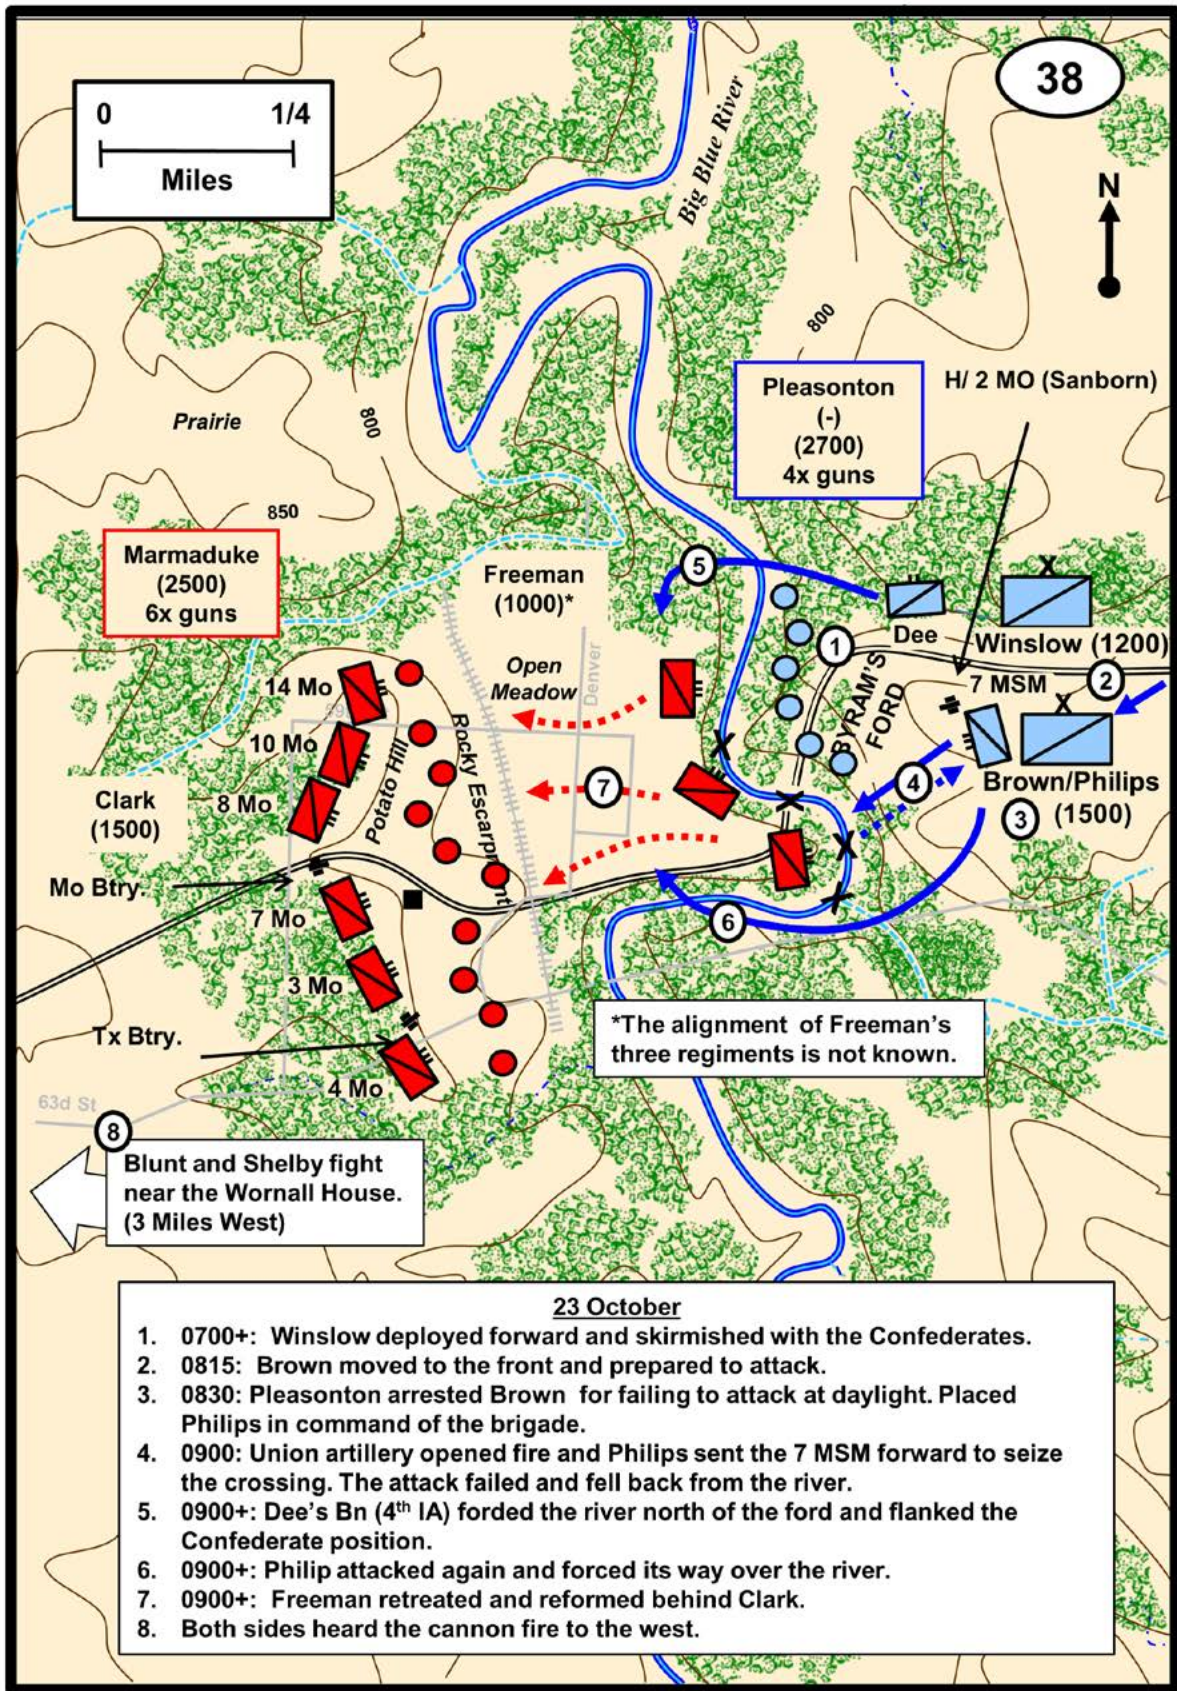 38
0 1/4
Miles
Big Blue River
N
800
Pleasonton
(-)
(2700)
4x guns
H/ 2 MO (Sanborn)
Prairie
800
850
Marmaduke
(2500)
6x guns
Freeman
(1000)*
Open
Meadow
Denver
5
Dee
Winslow (1200)
1
BYRAM'S
FORD
7 MSM
2
14 Mo
59
10 Mo
8 Mo
Potato Hill
Rocky Escarpment
Clark
(1500)
7
4
Brown/Philips
3 (1500)
Mo Btry.
7 Mo
6
3 Mo
Tx Btry.
4 Mo
*The alignment of Freeman's
three regiments is not known.
63d St
8
Blunt and Shelby fight
near the Wornall House.
(3 Miles West)
23 October
1. 0700+: Winslow deployed forward and skirmished with the Confederates.
2. 0815: Brown moved to the front and prepared to attack.
3. 0830: Pleasonton arrested Brown for failing to attack at daylight. Placed
Philips in command of the brigade.
4. 0900: Union artillery opened fire and Philips sent the 7 MSM forward to seize
the crossing. The attack failed and fell back from the river.
5. 0900+: Dee's Bn (4th IA) forded the river north of the ford and flanked the
Confederate position.
6. 0900+: Philip attacked again and forced its way over the river.
7. 0900+: Freeman retreated and reformed behind Clark.
8. Both sides heard the cannon fire to the west.